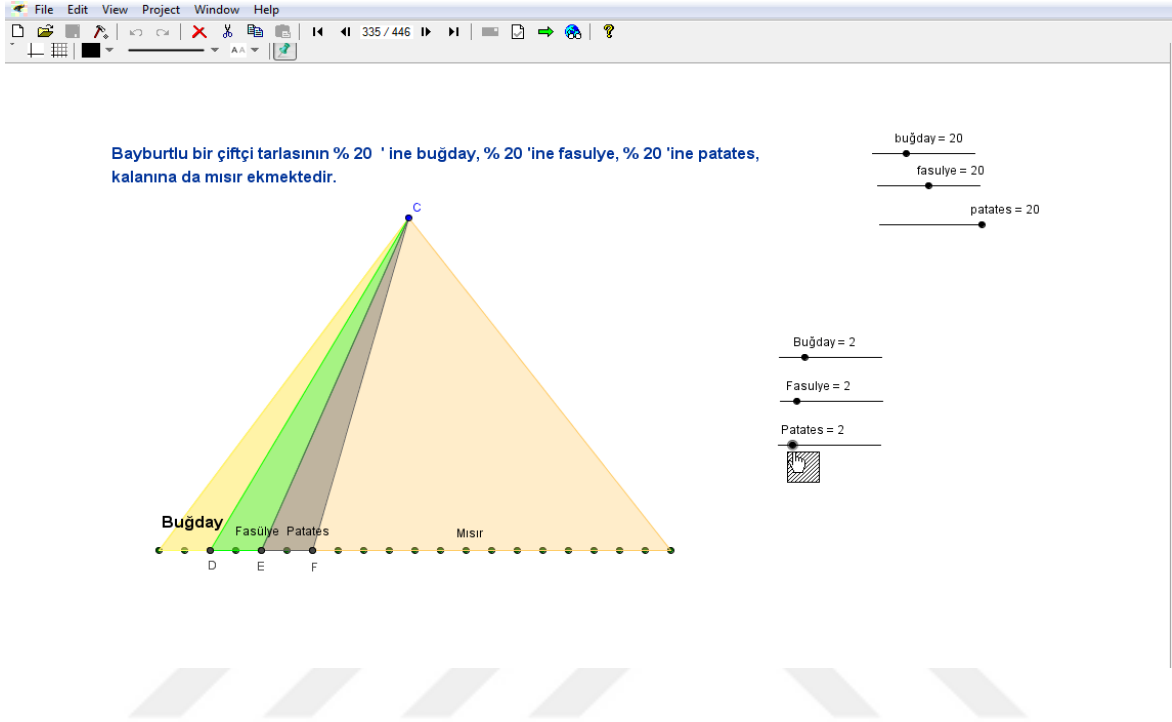 File Edit View Project Window Help
335 / 446
A A
Bayburtlu bir çiftçi tarlasının % 20 ' ine buğday, % 20 'ine fasulye, % 20 'ine patates,
kalanına da mısır ekmektedir.
buğday = 20
fasulye = 20
patates = 20
C
Buğday = 2
Fasulye = 2
Patates = 2
Buğday
Fasülye Patates
Mısır
D E F